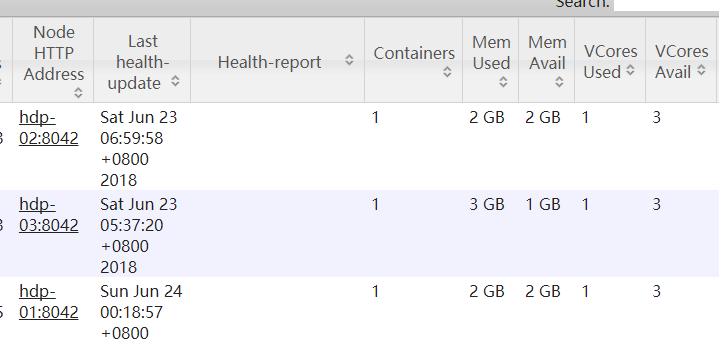 Search:
Node HTTP Address
Last health-update
Health-report
Containers
Mem Used
Mem Avail
VCores Used
VCores Avail
hdp-02:8042
Sat Jun 23 06:59:58 +0800 2018
1
2 GB
2 GB
1
3
hdp-03:8042
Sat Jun 23 05:37:20 +0800 2018
1
3 GB
1 GB
1
3
hdp-01:8042
Sun Jun 24 00:18:57 +0800
1
2 GB
2 GB
1
3